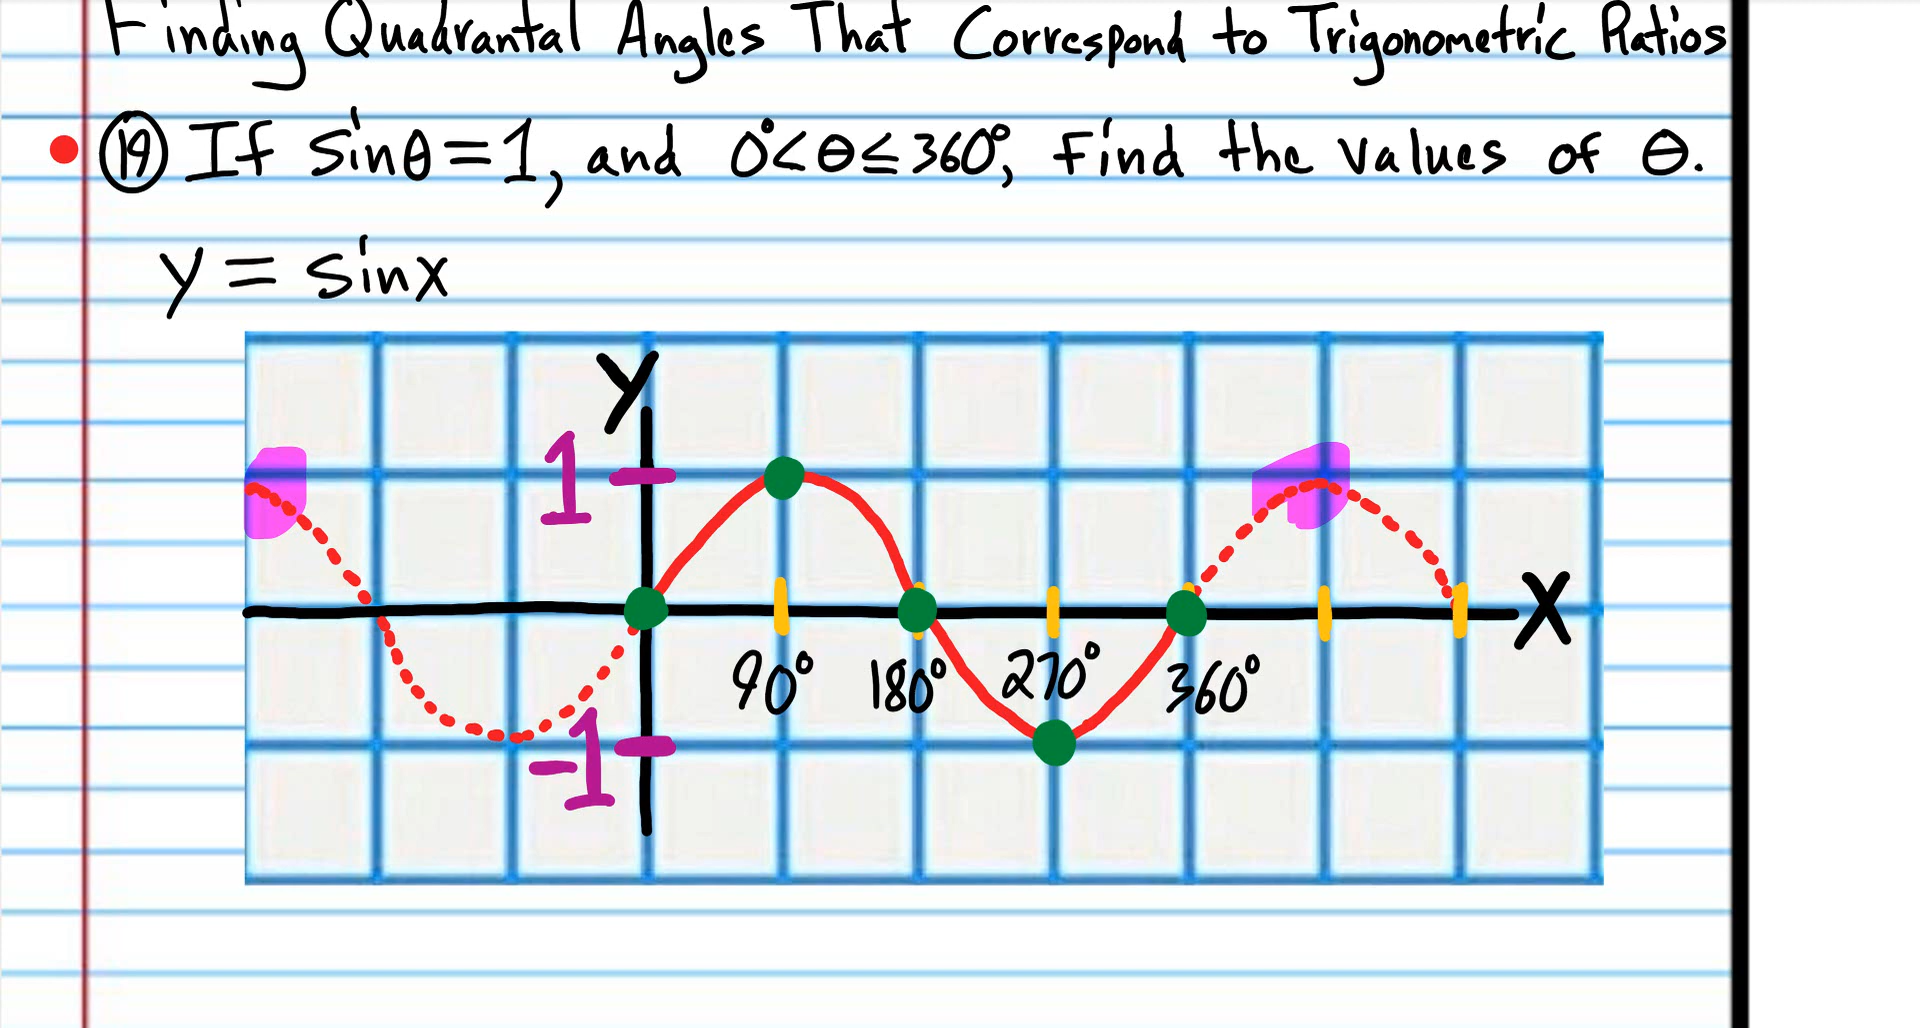 Finding Quadrantal Angles That Correspond to Trigonometric Ratios
19 If sinθ=1, and 0°<θ≤360°, Find the values of θ.
y = sinx
Y
1
X
90° 180° 270° 360°
-1